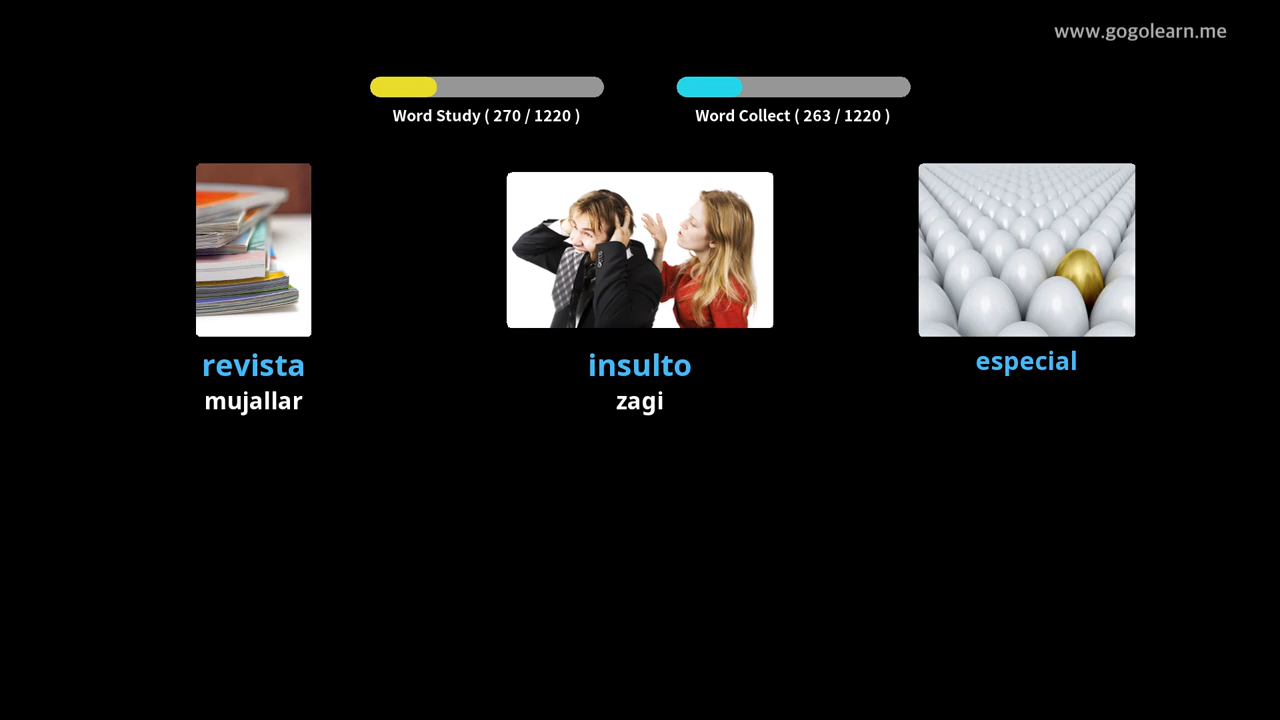 www.gogolearn.me
Word Study ( 270 / 1220 )
Word Collect ( 263 / 1220 )
revista
mujallar
insulto
zagi
especial